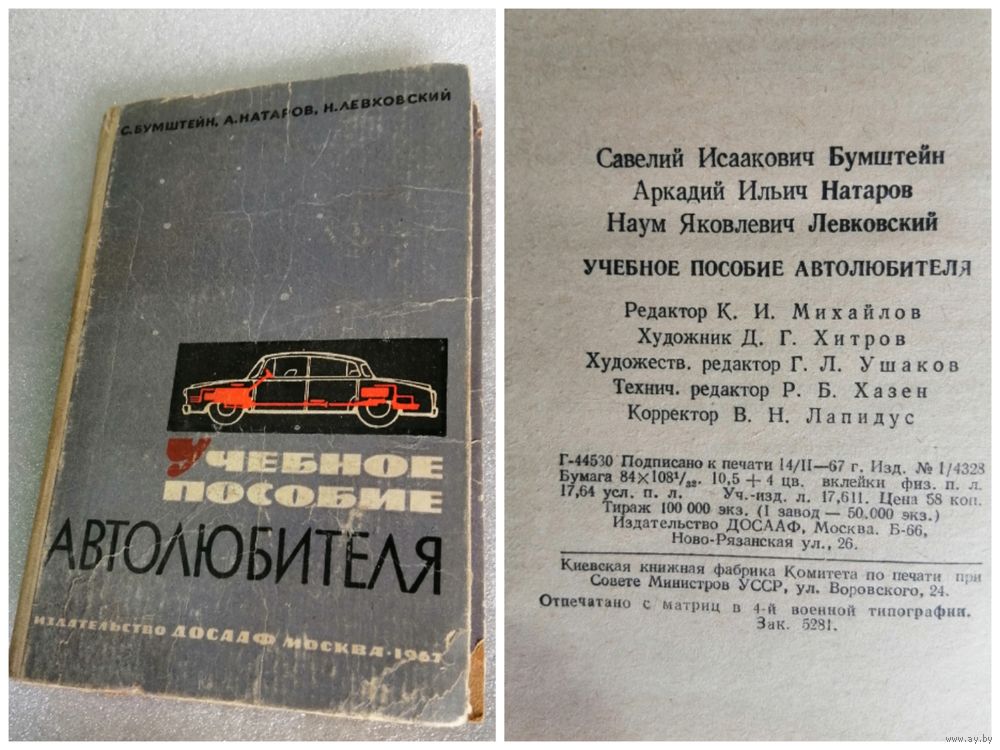 С. БУМШТЕЙН, А. НАТАРОВ, Н. ЛЕВКОВСКИЙ
УЧЕБНОЕ
ПОСОБИЕ
АВТОЛЮБИТЕЛЯ
ИЗДАТЕЛЬСТВО ДОСААФ МОСКВА · 1967
Савелий Исаакович Бумштейн
Аркадий Ильич Натаров
Наум Яковлевич Левковский
УЧЕБНОЕ ПОСОБИЕ АВТОЛЮБИТЕЛЯ
Редактор К. И. Михайлов
Художник Д. Г. Хитров
Художеств. редактор Г. Л. Ушаков
Технич. редактор Р. Б. Хазен
Корректор В. Н. Лапидус
Г-44530 Подписано к печати 14/II—67 г. Изд. № 1/4328
Бумага 84×108¹/₃₂. 10,5 + 4 цв. вклейки физ. п. л.
17,64 усл. п. л. Уч.-изд. л. 17,611. Цена 58 коп.
Тираж 100 000 экз. (I завод — 50.000 экз.)
Издательство ДОСААФ, Москва. Б-66,
Ново-Рязанская ул., 26.
Киевская книжная фабрика Комитета по печати при
Совете Министров УССР, ул. Воровского, 24.
Отпечатано с матриц в 4-й военной типографии.
Зак. 5281.
www.ay.by